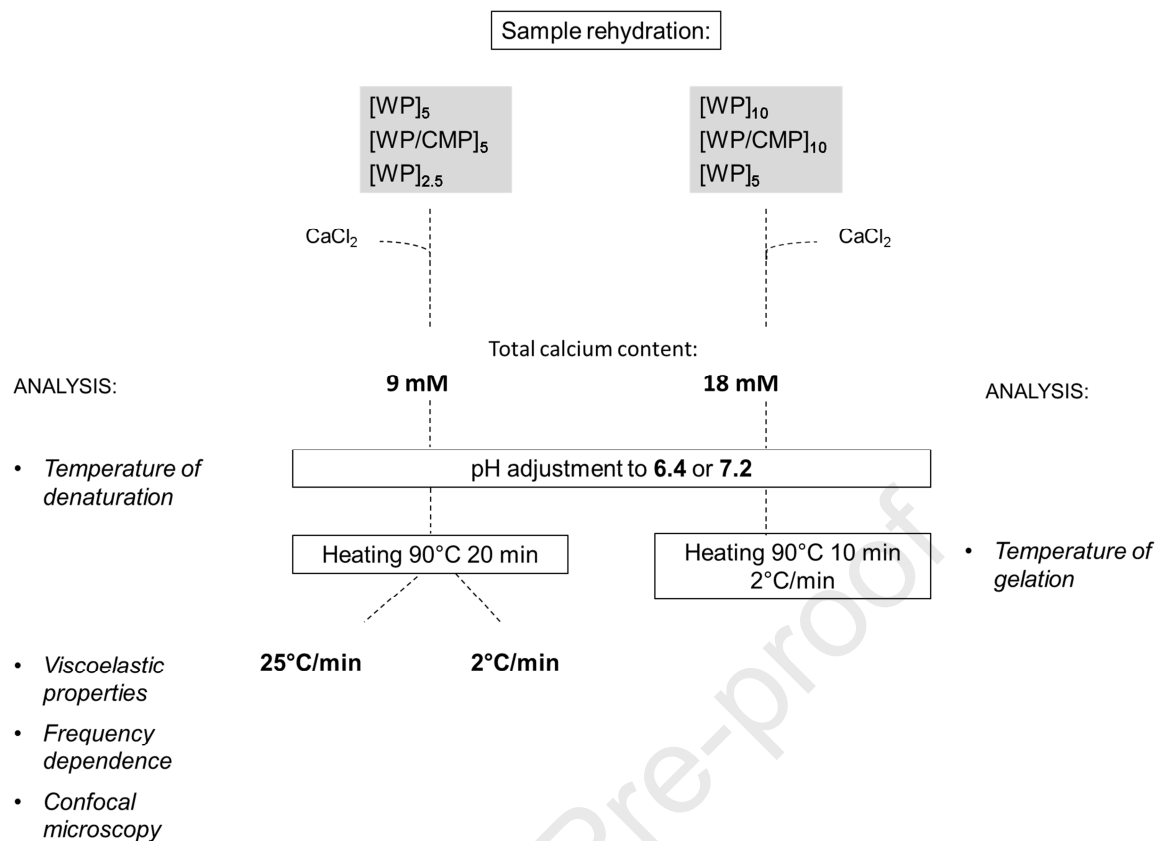 Sample rehydration:
[WP]₅
[WP/CMP]₅
[WP]₂.₅
[WP]₁₀
[WP/CMP]₁₀
[WP]₅
CaCl₂
CaCl₂
Total calcium content:
ANALYSIS:
9 mM
18 mM
ANALYSIS:
• Temperature of
denaturation
pH adjustment to 6.4 or 7.2
Heating 90°C 20 min
Heating 90°C 10 min
2°C/min
• Temperature of
gelation
• Viscoelastic
properties
25°C/min
2°C/min
• Frequency
dependence
• Confocal
microscopy
Pre-proof